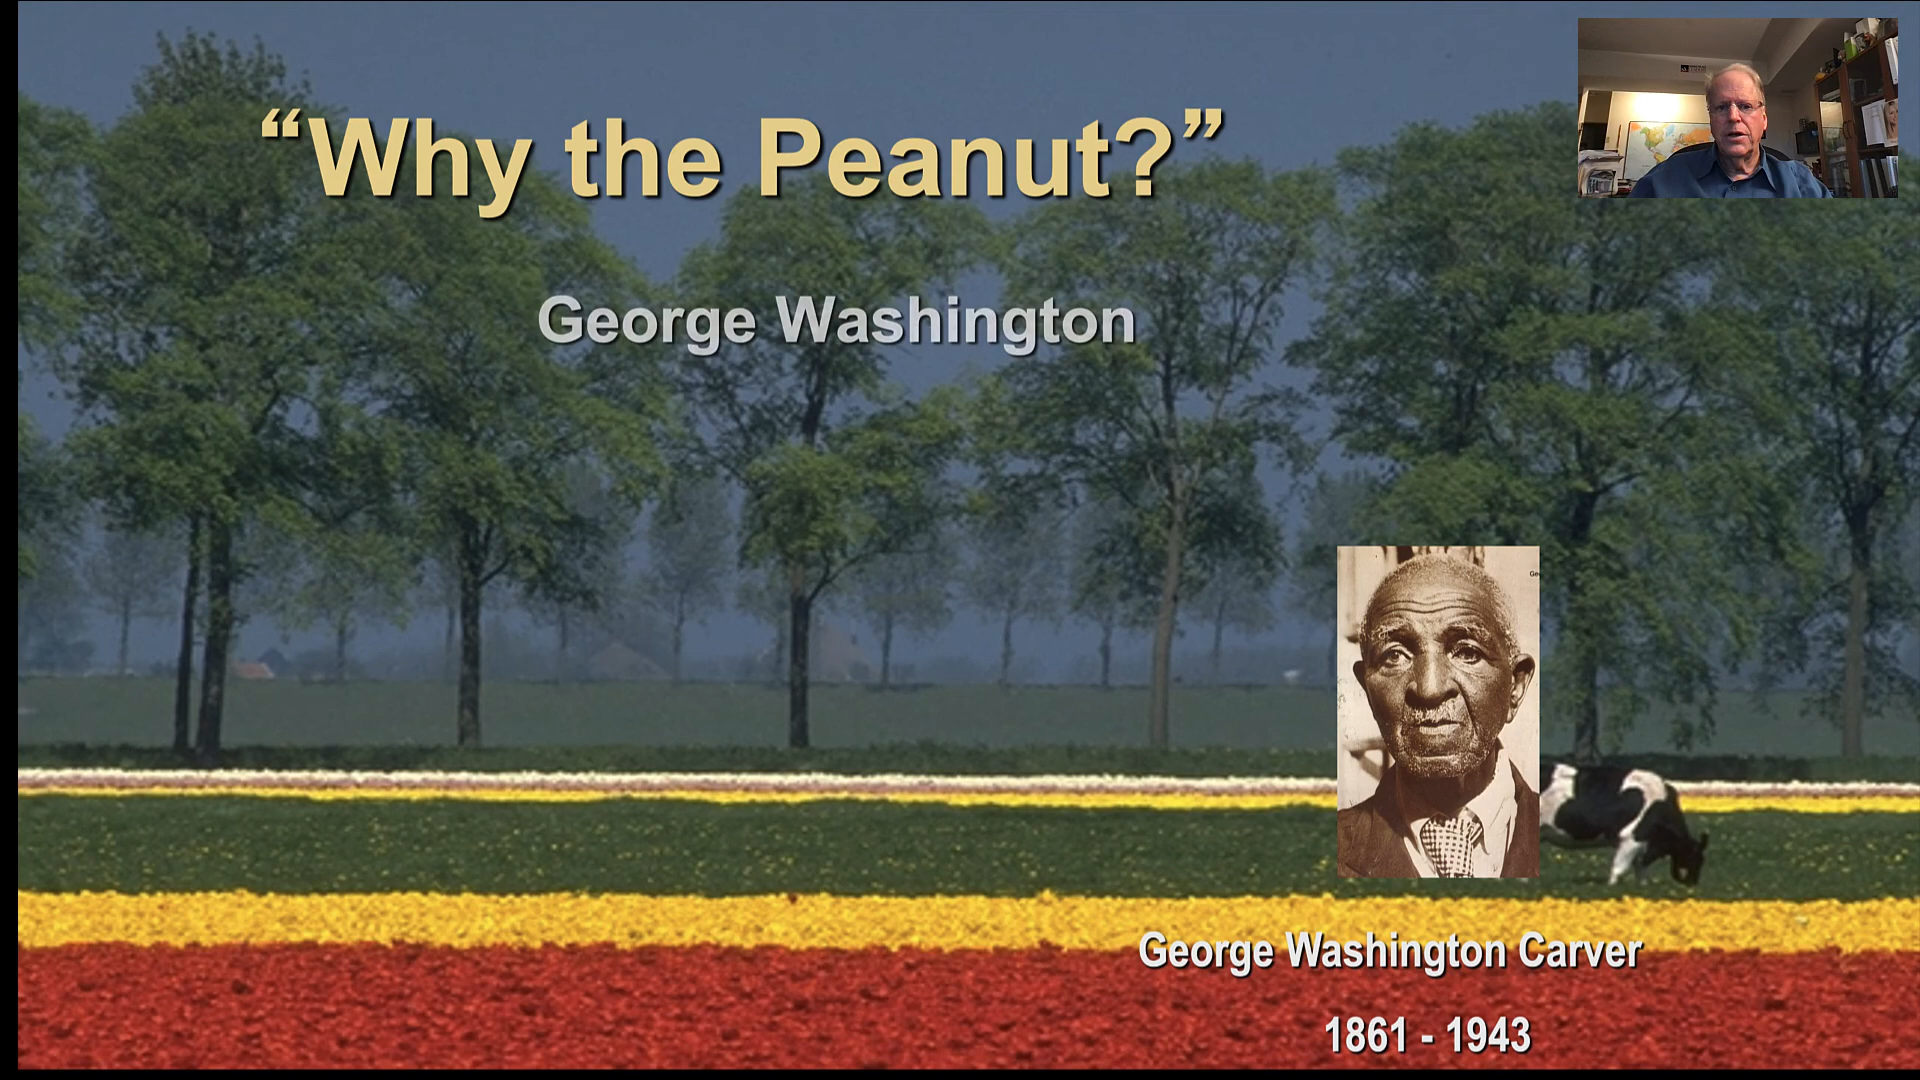 “Why the Peanut?”
George Washington
George Washington Carver
1861 - 1943